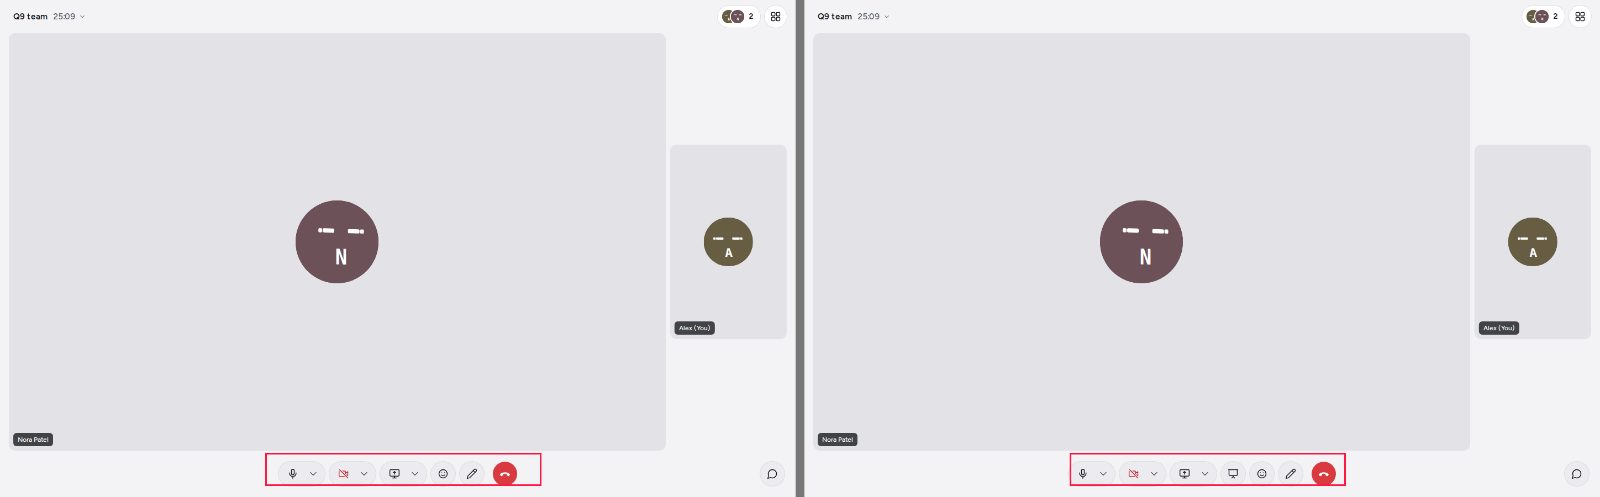 Q9 team 25:09
2
N
A
Alex (You)
Nora Patel
Q9 team 25:09
2
N
A
Alex (You)
Nora Patel